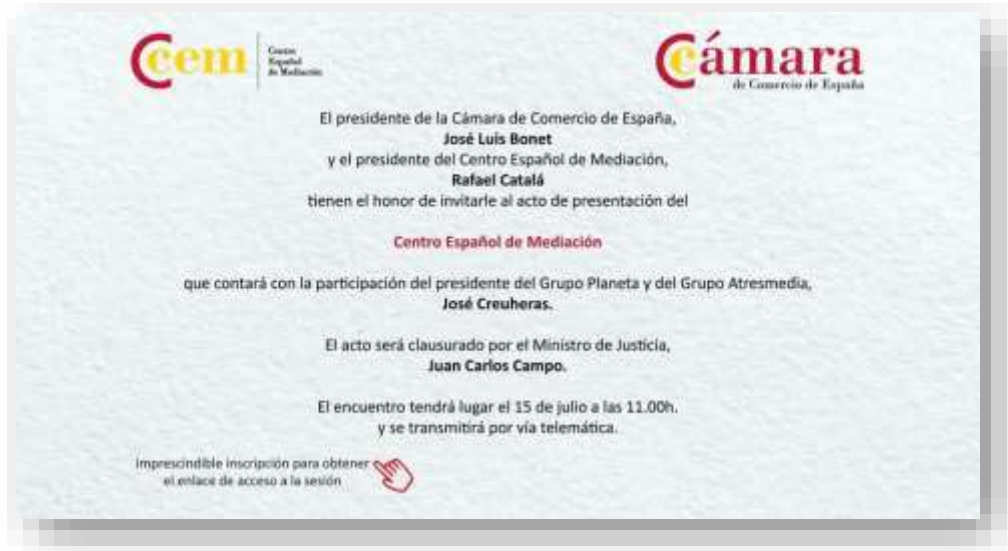 cem
Centro
Español
de Mediación
Cámara
de Comercio de España
El presidente de la Cámara de Comercio de España,
José Luis Bonet
y el presidente del Centro Español de Mediación,
Rafael Catalá
tienen el honor de invitarle al acto de presentación del
Centro Español de Mediación
que contará con la participación del presidente del Grupo Planeta y del Grupo Atresmedia,
José Creuheras.
El acto será clausurado por el Ministro de Justicia,
Juan Carlos Campo.
El encuentro tendrá lugar el 15 de julio a las 11.00h.
y se transmitirá por vía telemática.
Imprescindible inscripción para obtener
el enlace de acceso a la sesión